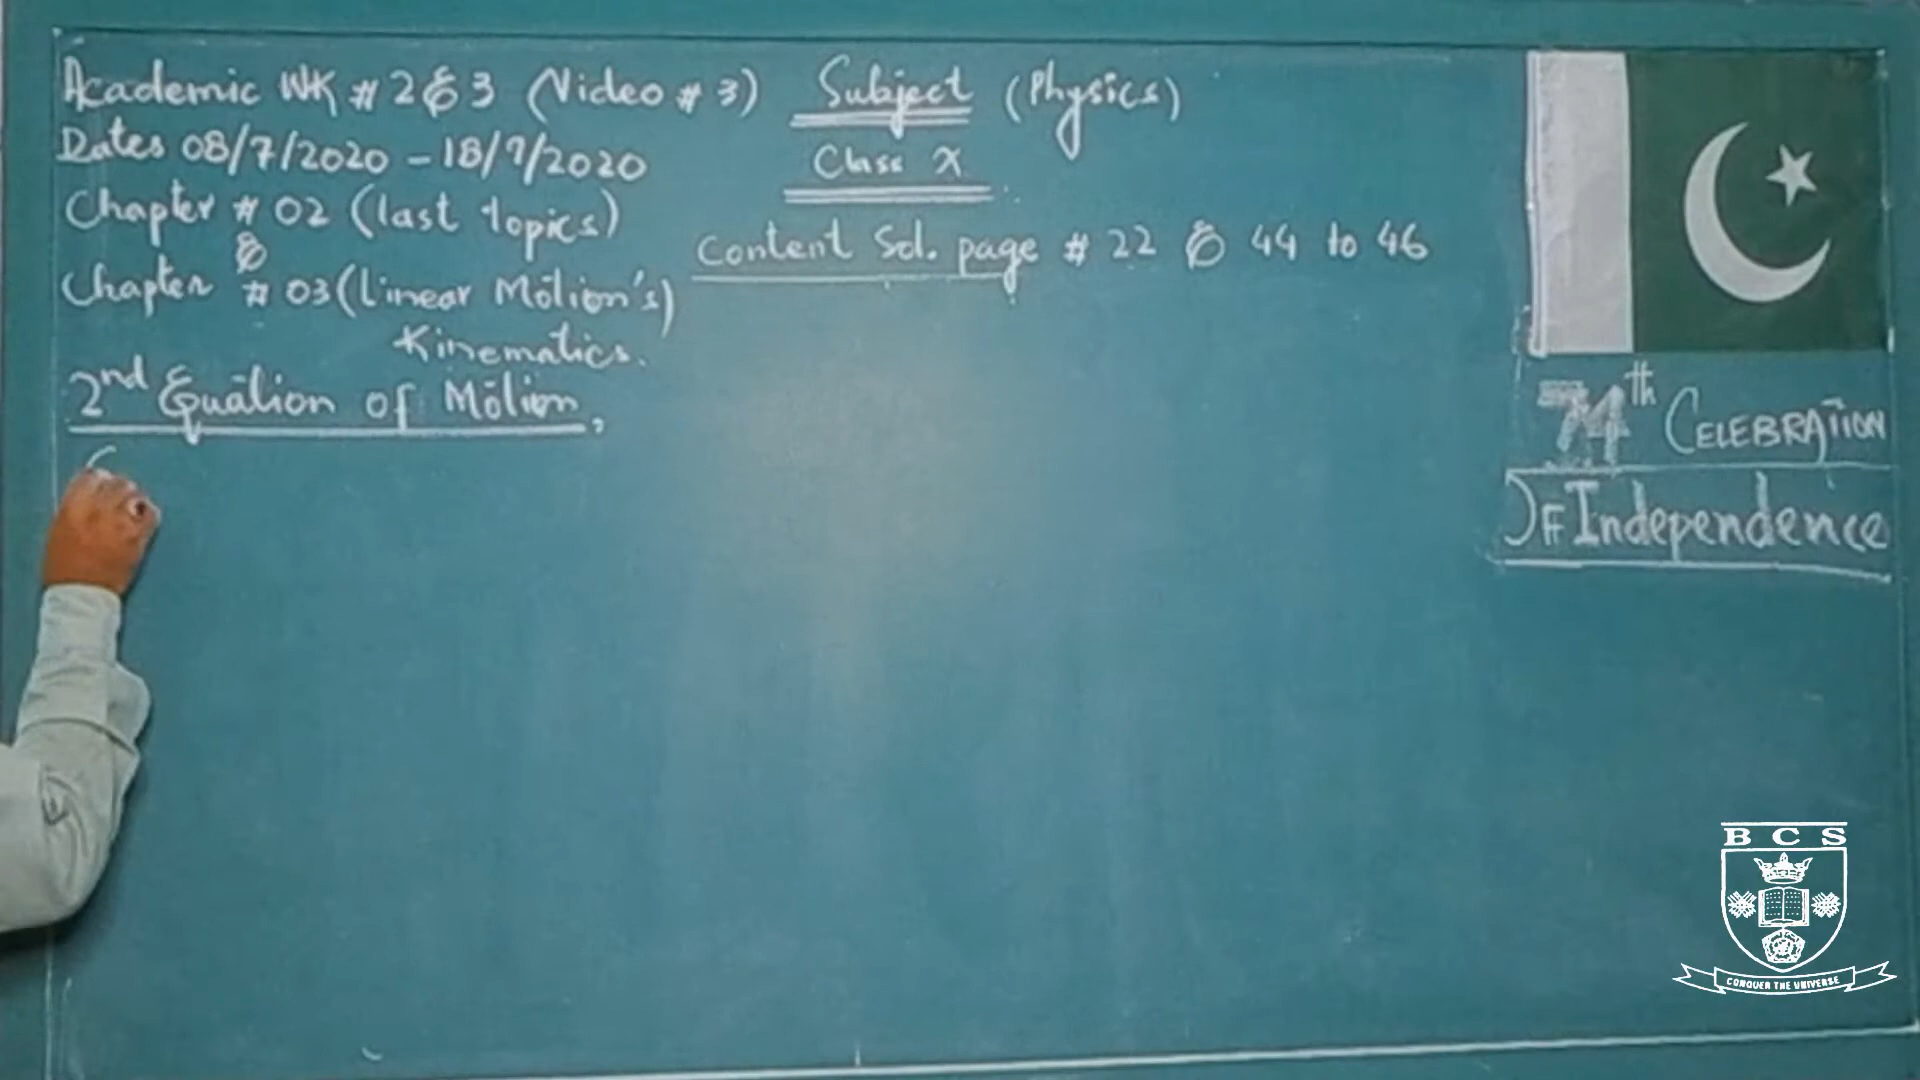 Academic WK # 2 & 3 (Video # 3) Subject (Physics)
Dates 08/7/2020 - 18/7/2020 Class X
Chapter # 02 (last topics)
&
Content Sol. page # 22 & 44 to 46
Chapter # 03 (Linear Motion's)
Kinematics.
2nd Equation of Motion,
74th CELEBRATION
OF Independence
BCS
CONQUER THE UNIVERSE